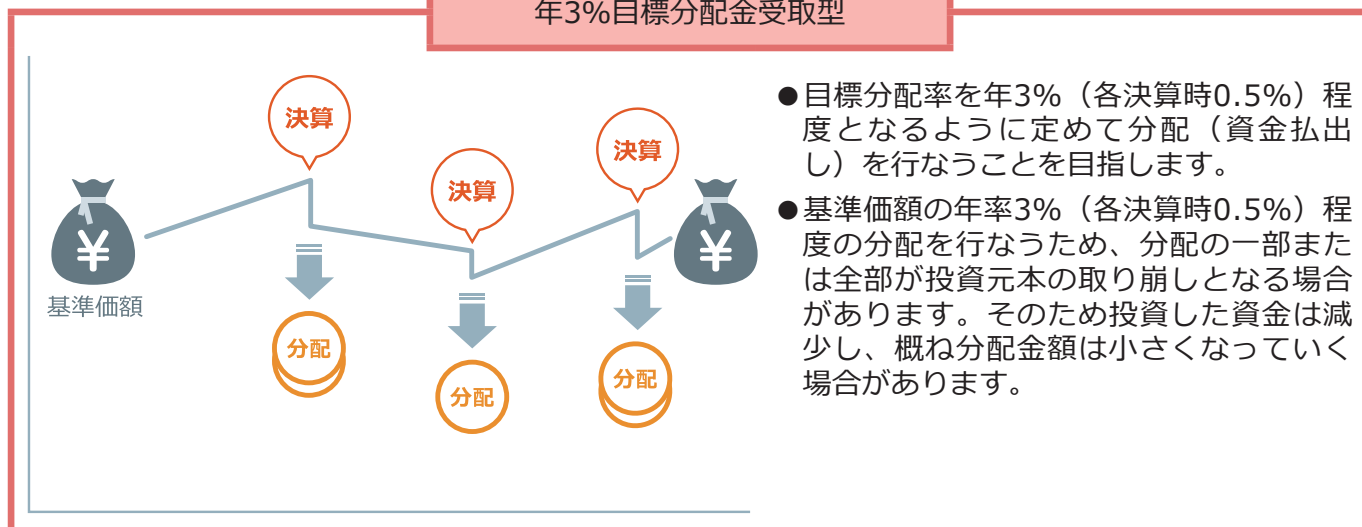 年3%目標分配金受取型
決算
決算
決算
¥
¥
基準価額
分配
分配
分配
●目標分配率を年3%（各決算時0.5%）程
度となるように定めて分配（資金払出
し）を行なうことを目指します。
●基準価額の年率3%（各決算時0.5%）程
度の分配を行なうため、分配の一部また
は全部が投資元本の取り崩しとなる場合
があります。そのため投資した資金は減
少し、概ね分配金額は小さくなっていく
場合があります。